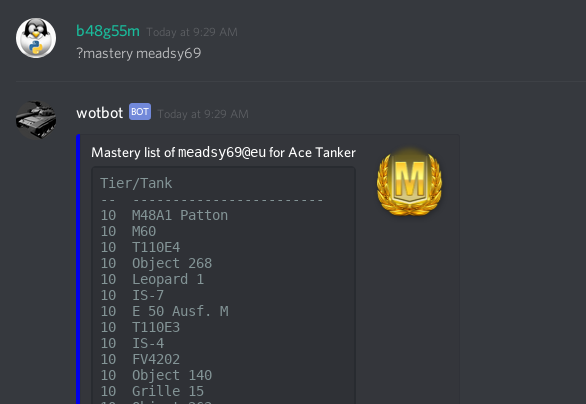 b48g55m Today at 9:29 AM
?mastery meadsy69
wotbot BOT Today at 9:29 AM
Mastery list of meadsy69@eu for Ace Tanker
M
Tier/Tank
-- ------------------------
10 M48A1 Patton
10 M60
10 T110E4
10 Object 268
10 Leopard 1
10 IS-7
10 E 50 Ausf. M
10 T110E3
10 IS-4
10 FV4202
10 Object 140
10 Grille 15